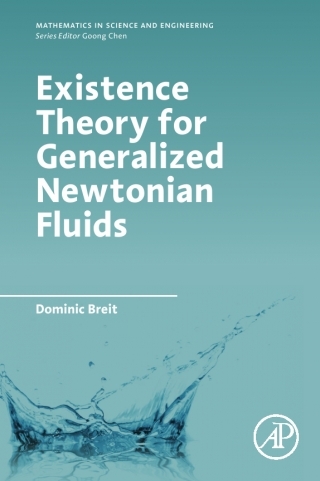 MATHEMATICS IN SCIENCE AND ENGINEERING
Series Editor Goong Chen
Existence
Theory for
Generalized
Newtonian
Fluids
Dominic Breit
AP